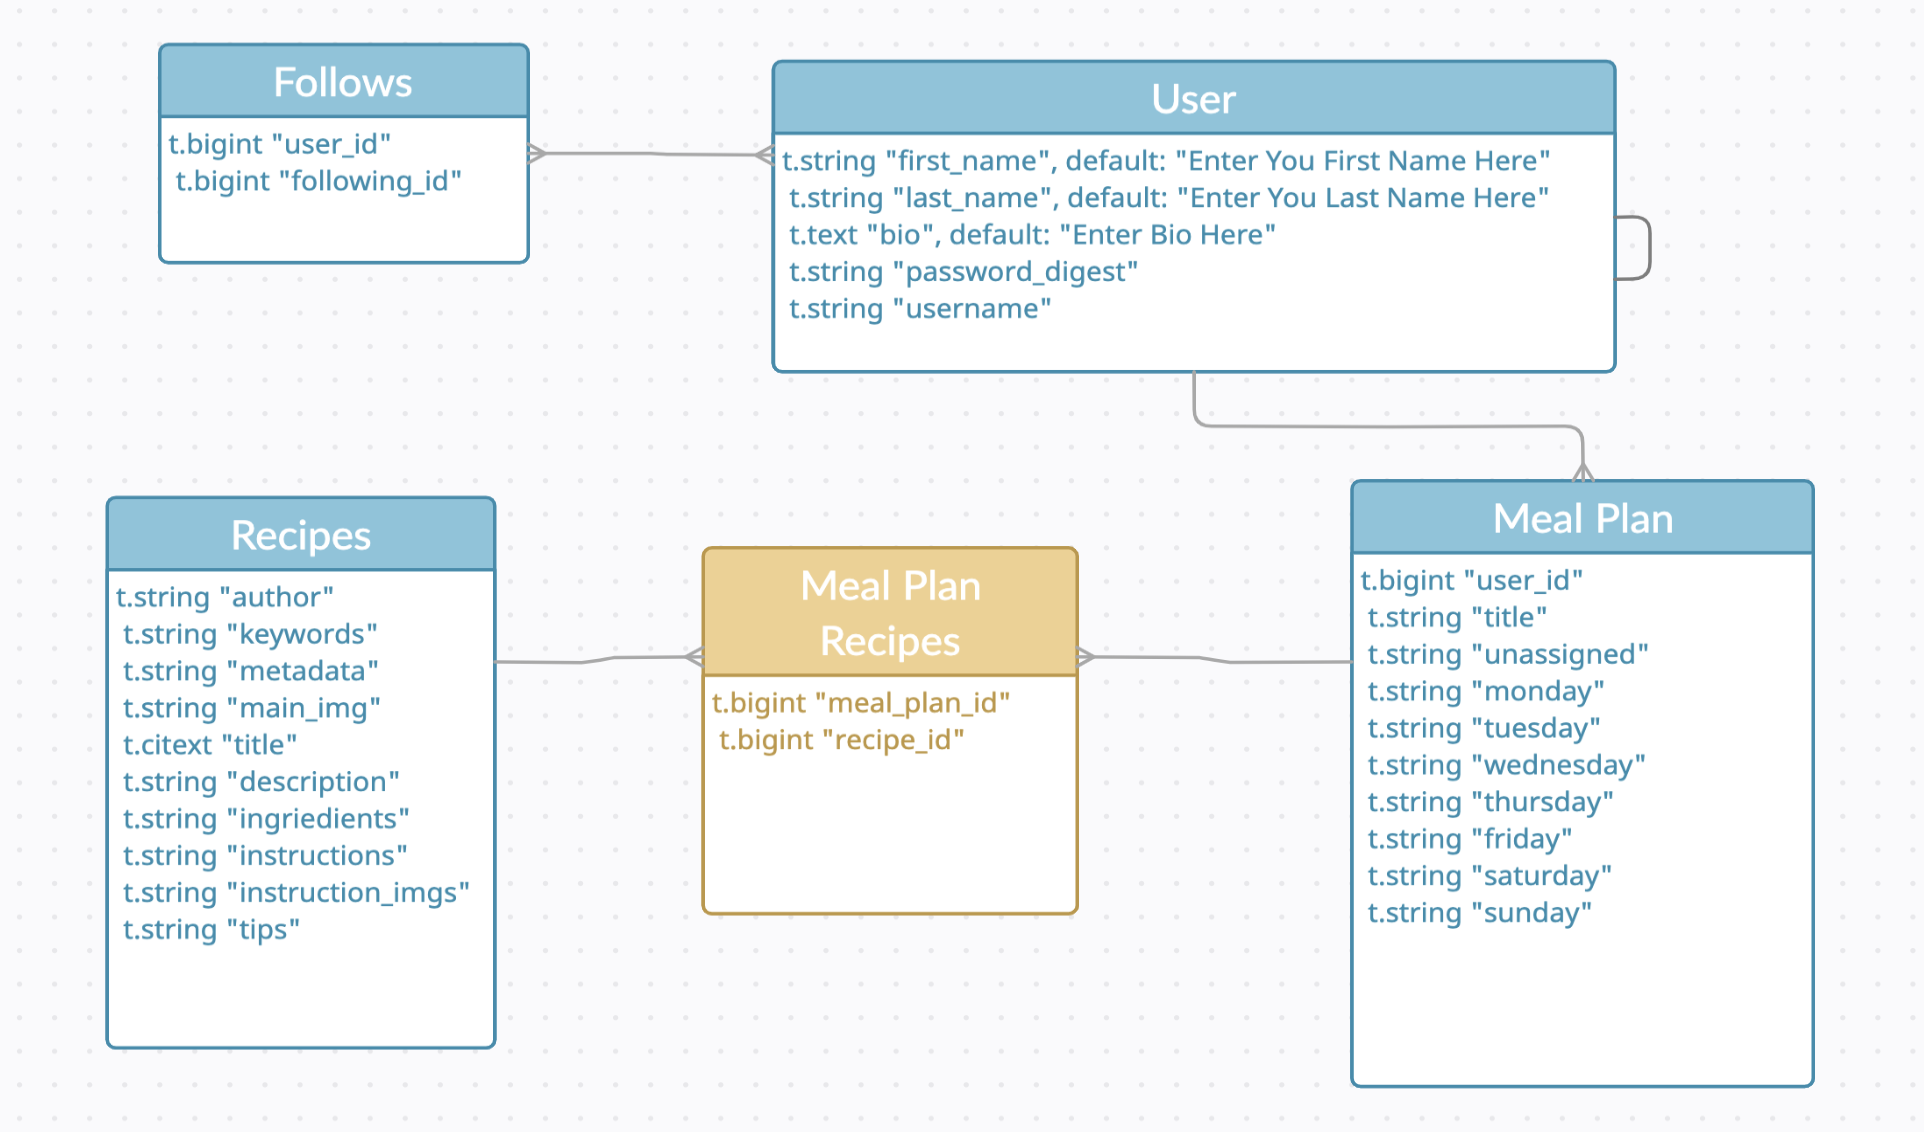 Follows
t.bigint "user_id"
t.bigint "following_id"
User
t.string "first_name", default: "Enter You First Name Here"
t.string "last_name", default: "Enter You Last Name Here"
t.text "bio", default: "Enter Bio Here"
t.string "password_digest"
t.string "username"
Recipes
t.string "author"
t.string "keywords"
t.string "metadata"
t.string "main_img"
t.citext "title"
t.string "description"
t.string "ingriedients"
t.string "instructions"
t.string "instruction_imgs"
t.string "tips"
Meal Plan
Recipes
t.bigint "meal_plan_id"
t.bigint "recipe_id"
Meal Plan
t.bigint "user_id"
t.string "title"
t.string "unassigned"
t.string "monday"
t.string "tuesday"
t.string "wednesday"
t.string "thursday"
t.string "friday"
t.string "saturday"
t.string "sunday"